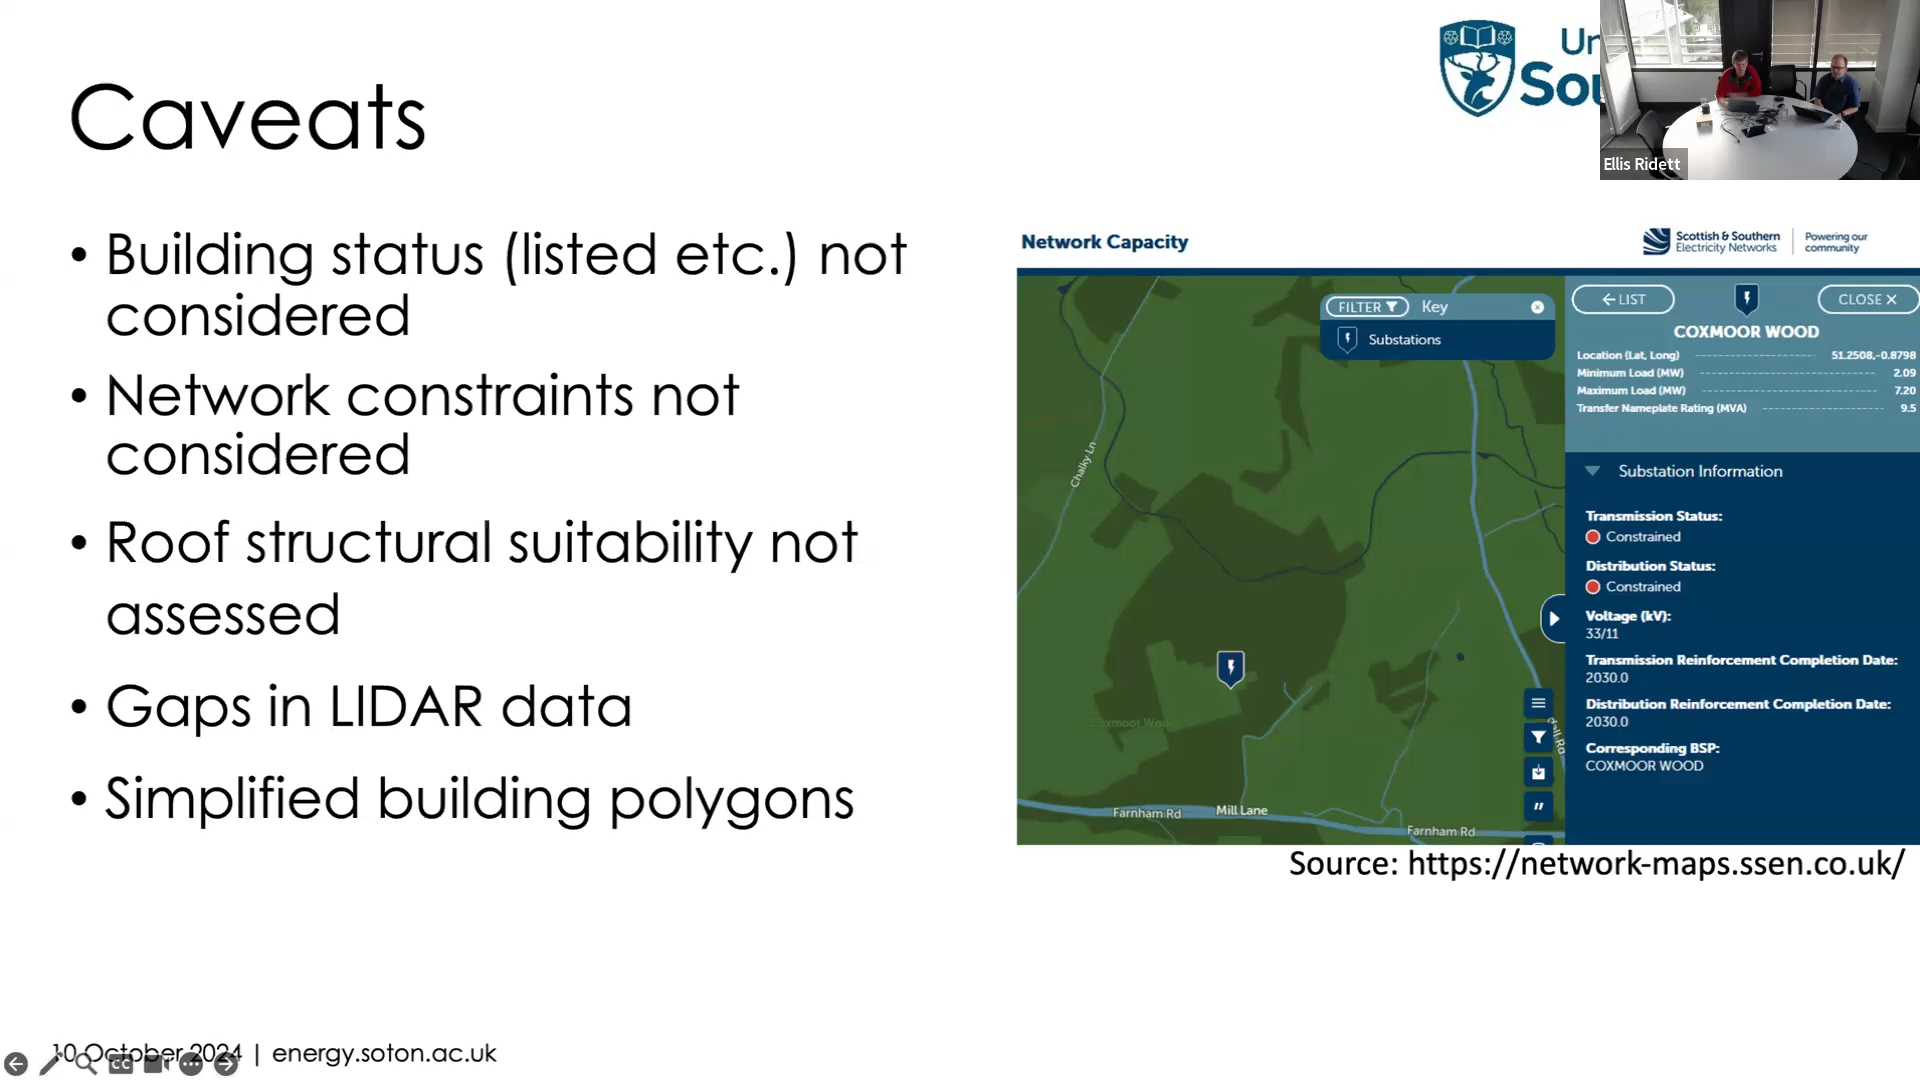 Caveats
Un
Sou
Ellis Ridett
• Building status (listed etc.) not
considered
• Network constraints not
considered
• Roof structural suitability not
assessed
• Gaps in LIDAR data
• Simplified building polygons
Network Capacity
Scottish & Southern
Electricity Networks
Powering our
community
FILTER
Key
Substations
Chalky Ln
Coxmoor Wood
Farnham Rd
Mill Lane
Farnham Rd
LIST
CLOSE X
COXMOOR WOOD
Location (Lat, Long) 51.2508,-0.8798
Minimum Load (MW) 2.09
Maximum Load (MW) 7.20
Transfer Nameplate Rating (MVA) 9.5
Substation Information
Transmission Status:
Constrained
Distribution Status:
Constrained
Voltage (kV):
33/11
Transmission Reinforcement Completion Date:
2030.0
Distribution Reinforcement Completion Date:
2030.0
Corresponding BSP:
COXMOOR WOOD
Source: https://network-maps.ssen.co.uk/
10 October 2024 | energy.soton.ac.uk
CC